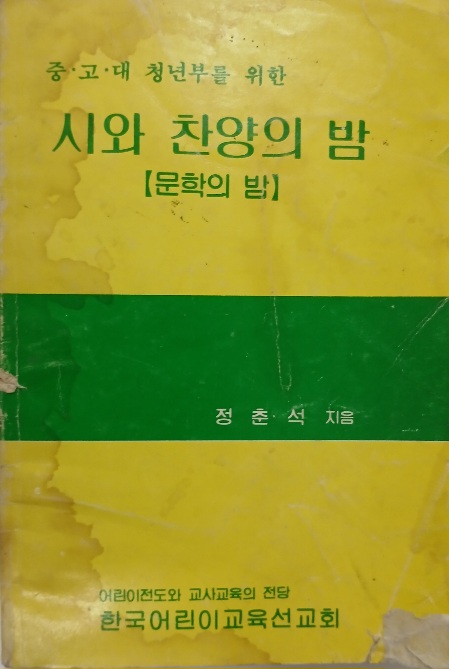 중·고·대 청년부를 위한
시와 찬양의 밤
【문학의 밤】
정 춘 석 지음
어린이전도와 교사교육의 전당
한국어린이교육선교회